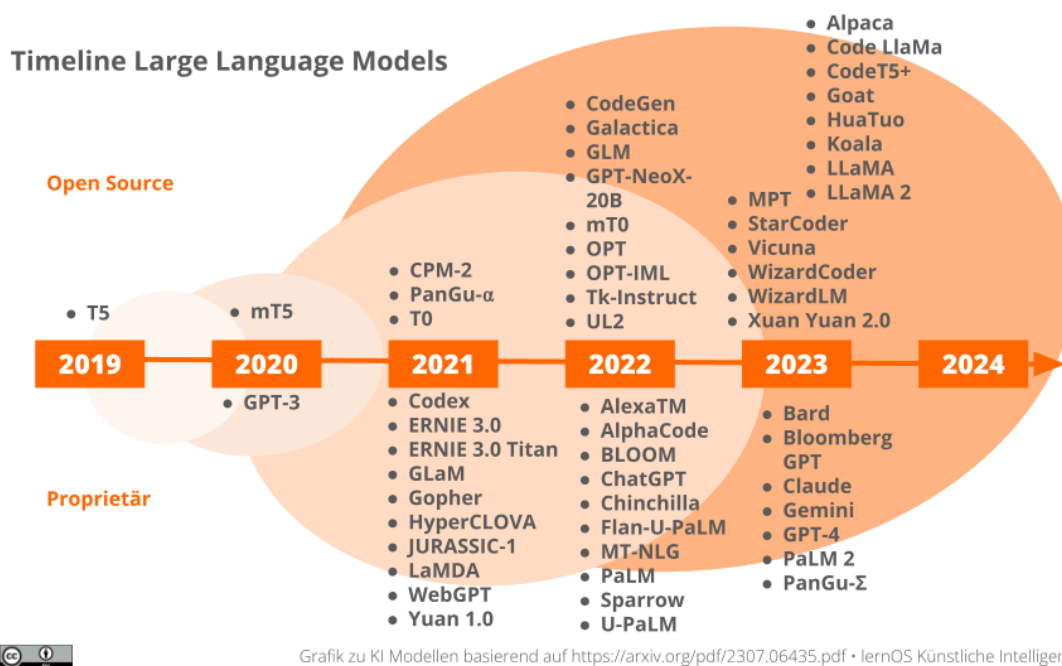 Timeline Large Language Models
Open Source
Proprietär
• T5
2019
• mT5
2020
• GPT-3
• CPM-2
• PanGu-α
• T0
2021
• Codex
• ERNIE 3.0
• ERNIE 3.0 Titan
• GLaM
• Gopher
• HyperCLOVA
• JURASSIC-1
• LaMDA
• WebGPT
• Yuan 1.0
• CodeGen
• Galactica
• GLM
• GPT-NeoX-
20B
• mT0
• OPT
• OPT-IML
• Tk-Instruct
• UL2
2022
• AlexaTM
• AlphaCode
• BLOOM
• ChatGPT
• Chinchilla
• Flan-U-PaLM
• MT-NLG
• PaLM
• Sparrow
• U-PaLM
• Alpaca
• Code LlaMa
• CodeT5+
• Goat
• HuaTuo
• Koala
• LLaMA
• LLaMA 2
• MPT
• StarCoder
• Vicuna
• WizardCoder
• WizardLM
• Xuan Yuan 2.0
2023
• Bard
• Bloomberg
GPT
• Claude
• Gemini
• GPT-4
• PaLM 2
• PanGu-Σ
2024
cc
Grafik zu KI Modellen basierend auf https://arxiv.org/pdf/2307.06435.pdf • lernOS Künstliche Intelliger